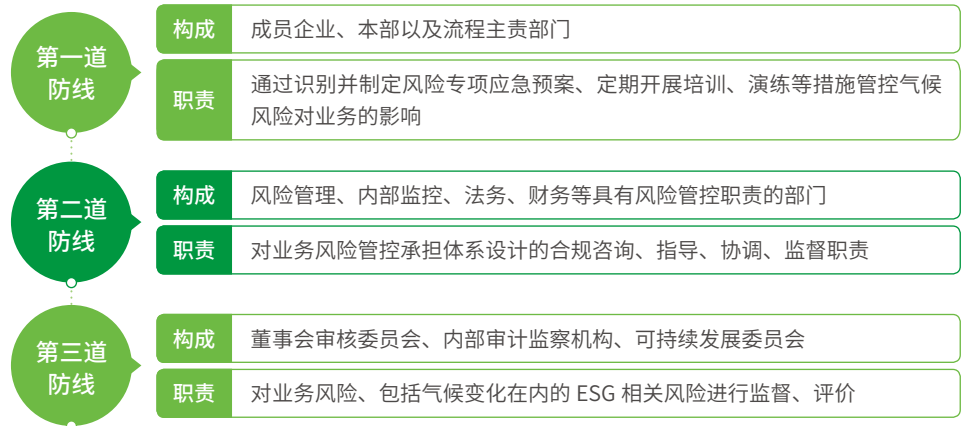 第一道
防线
构成
成员企业、本部以及流程主责部门
职责
通过识别并制定风险专项应急预案、定期开展培训、演练等措施管控气候
风险对业务的影响
第二道
防线
构成
风险管理、内部监控、法务、财务等具有风险管控职责的部门
职责
对业务风险管控承担体系设计的合规咨询、指导、协调、监督职责
第三道
防线
构成
董事会审核委员会、内部审计监察机构、可持续发展委员会
职责
对业务风险、包括气候变化在内的 ESG 相关风险进行监督、评价